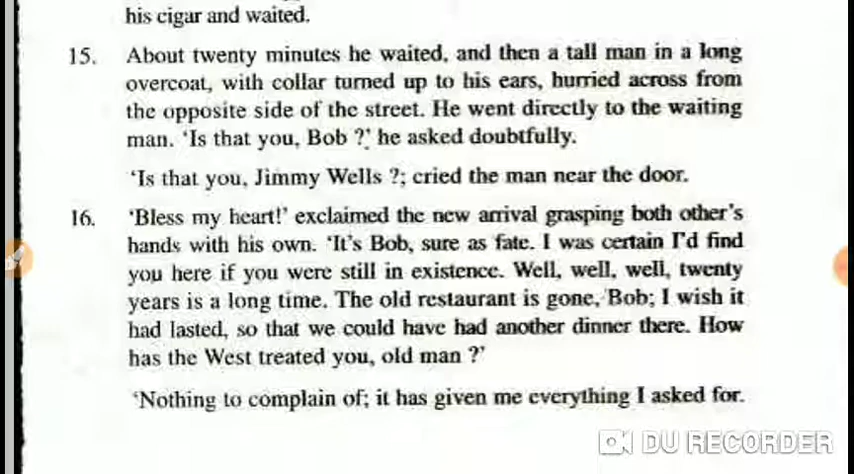 his cigar and waited.
15. About twenty minutes he waited, and then a tall man in a long
overcoat, with collar turned up to his ears, hurried across from
the opposite side of the street. He went directly to the waiting
man. 'Is that you, Bob ?' he asked doubtfully.
'Is that you, Jimmy Wells ?; cried the man near the door.
16. 'Bless my heart!' exclaimed the new arrival grasping both other's
hands with his own. 'It's Bob, sure as fate. I was certain I'd find
you here if you were still in existence. Well, well, well, twenty
years is a long time. The old restaurant is gone, Bob; I wish it
had lasted, so that we could have had another dinner there. How
has the West treated you, old man ?'
'Nothing to complain of; it has given me everything I asked for.
DU RECORDER